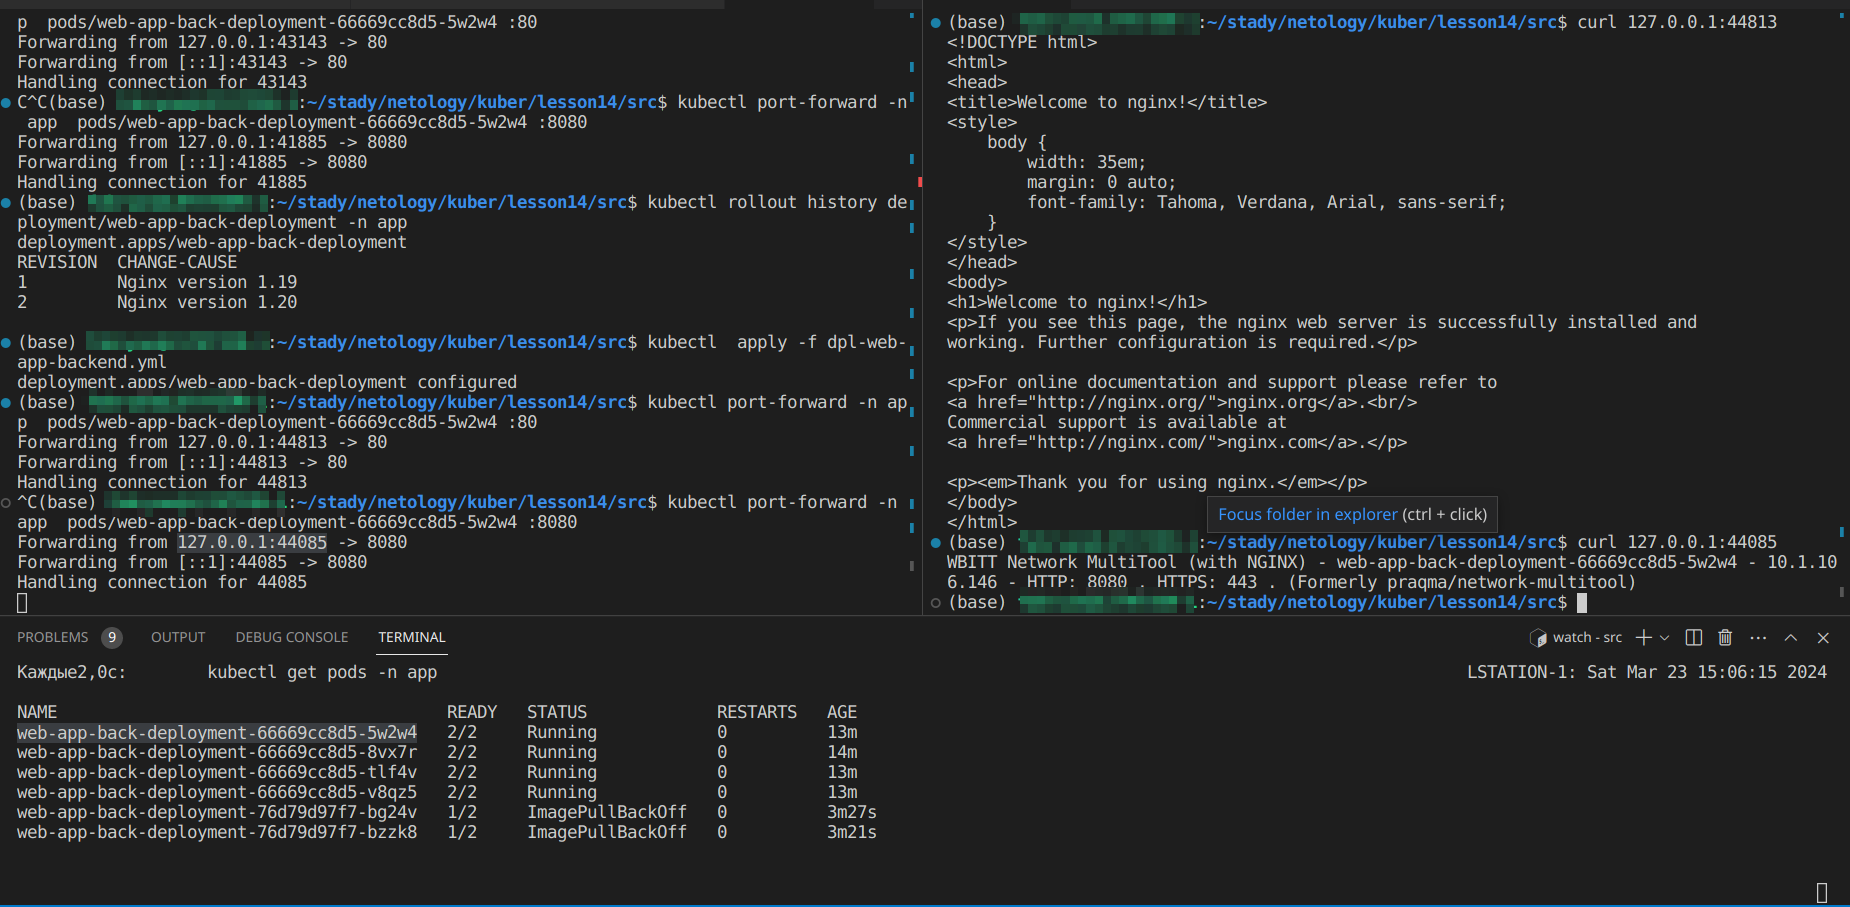 p  pods/web-app-back-deployment-66669cc8d5-5w2w4 :80
Forwarding from 127.0.0.1:43143 -> 80
Forwarding from [::1]:43143 -> 80
Handling connection for 43143
C^C(base) :~/stady/netology/kuber/lesson14/src$ kubectl port-forward -n
 app  pods/web-app-back-deployment-66669cc8d5-5w2w4 :8080
Forwarding from 127.0.0.1:41885 -> 8080
Forwarding from [::1]:41885 -> 8080
Handling connection for 41885
(base) :~/stady/netology/kuber/lesson14/src$ kubectl rollout history de
ployment/web-app-back-deployment -n app
deployment.apps/web-app-back-deployment
REVISION  CHANGE-CAUSE
1         Nginx version 1.19
2         Nginx version 1.20
(base) :~/stady/netology/kuber/lesson14/src$ kubectl  apply -f dpl-web-
app-backend.yml
deployment.apps/web-app-back-deployment configured
(base) :~/stady/netology/kuber/lesson14/src$ kubectl port-forward -n ap
p  pods/web-app-back-deployment-66669cc8d5-5w2w4 :80
Forwarding from 127.0.0.1:44813 -> 80
Forwarding from [::1]:44813 -> 80
Handling connection for 44813
^C(base) :~/stady/netology/kuber/lesson14/src$ kubectl port-forward -n
app  pods/web-app-back-deployment-66669cc8d5-5w2w4 :8080
Forwarding from 127.0.0.1:44085 -> 8080
Forwarding from [::1]:44085 -> 8080
Handling connection for 44085
(base) :~/stady/netology/kuber/lesson14/src$ curl 127.0.0.1:44813
<!DOCTYPE html>
<html>
<head>
<title>Welcome to nginx!</title>
<style>
    body {
        width: 35em;
        margin: 0 auto;
        font-family: Tahoma, Verdana, Arial, sans-serif;
    }
</style>
</head>
<body>
<h1>Welcome to nginx!</h1>
<p>If you see this page, the nginx web server is successfully installed and
working. Further configuration is required.</p>
<p>For online documentation and support please refer to
<a href="http://nginx.org/">nginx.org</a>.<br/>
Commercial support is available at
<a href="http://nginx.com/">nginx.com</a>.</p>
<p><em>Thank you for using nginx.</em></p>
</body>
</html>
Focus folder in explorer (ctrl + click)
(base) :~/stady/netology/kuber/lesson14/src$ curl 127.0.0.1:44085
WBITT Network MultiTool (with NGINX) - web-app-back-deployment-66669cc8d5-5w2w4 - 10.1.10
6.146 - HTTP: 8080 , HTTPS: 443 . (Formerly praqma/network-multitool)
(base) :~/stady/netology/kuber/lesson14/src$
PROBLEMS 9 OUTPUT DEBUG CONSOLE TERMINAL
watch - src
Каждые2,0с:        kubectl get pods -n app
LSTATION-1: Sat Mar 23 15:06:15 2024
NAME                                       READY   STATUS             RESTARTS   AGE
web-app-back-deployment-66669cc8d5-5w2w4   2/2     Running            0          13m
web-app-back-deployment-66669cc8d5-8vx7r   2/2     Running            0          14m
web-app-back-deployment-66669cc8d5-tlf4v   2/2     Running            0          13m
web-app-back-deployment-66669cc8d5-v8qz5   2/2     Running            0          13m
web-app-back-deployment-76d79d97f7-bg24v   1/2     ImagePullBackOff   0          3m27s
web-app-back-deployment-76d79d97f7-bzzk8   1/2     ImagePullBackOff   0          3m21s